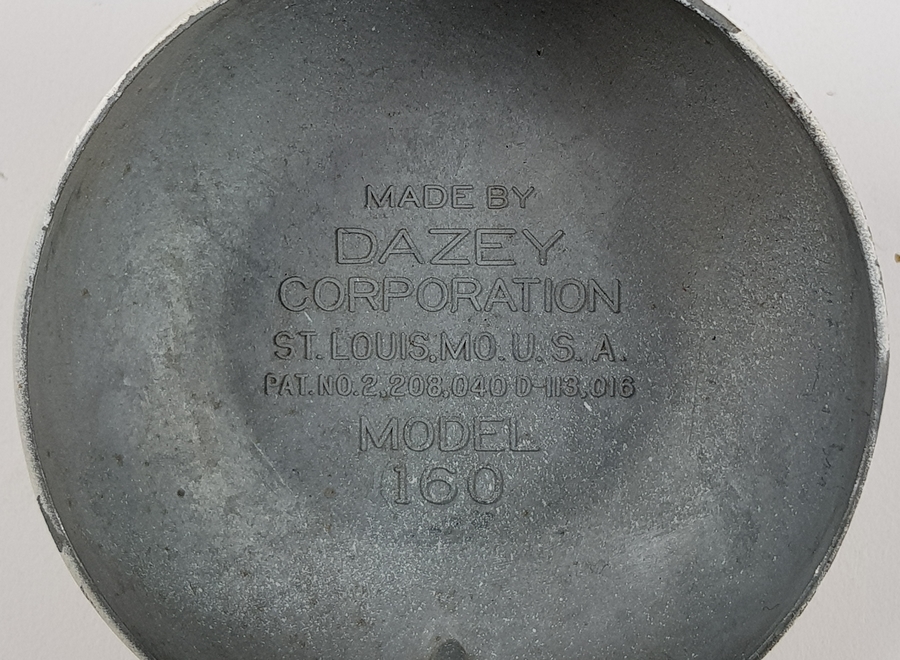 MADE BY
DAZEY
CORPORATION
ST. LOUIS, MO. U. S. A.
PAT. NO. 2,208,040 D-113,016
MODEL
160